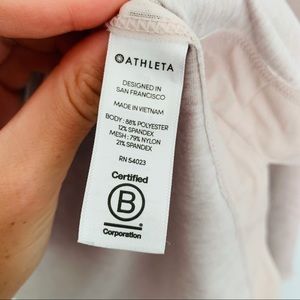 ATHLETA
DESIGNED IN
SAN FRANCISCO
MADE IN VIETNAM
BODY : 88% POLYESTER
12% SPANDEX
MESH : 79% NYLON
21% SPANDEX
RN 54023
Certified
B
Corporation